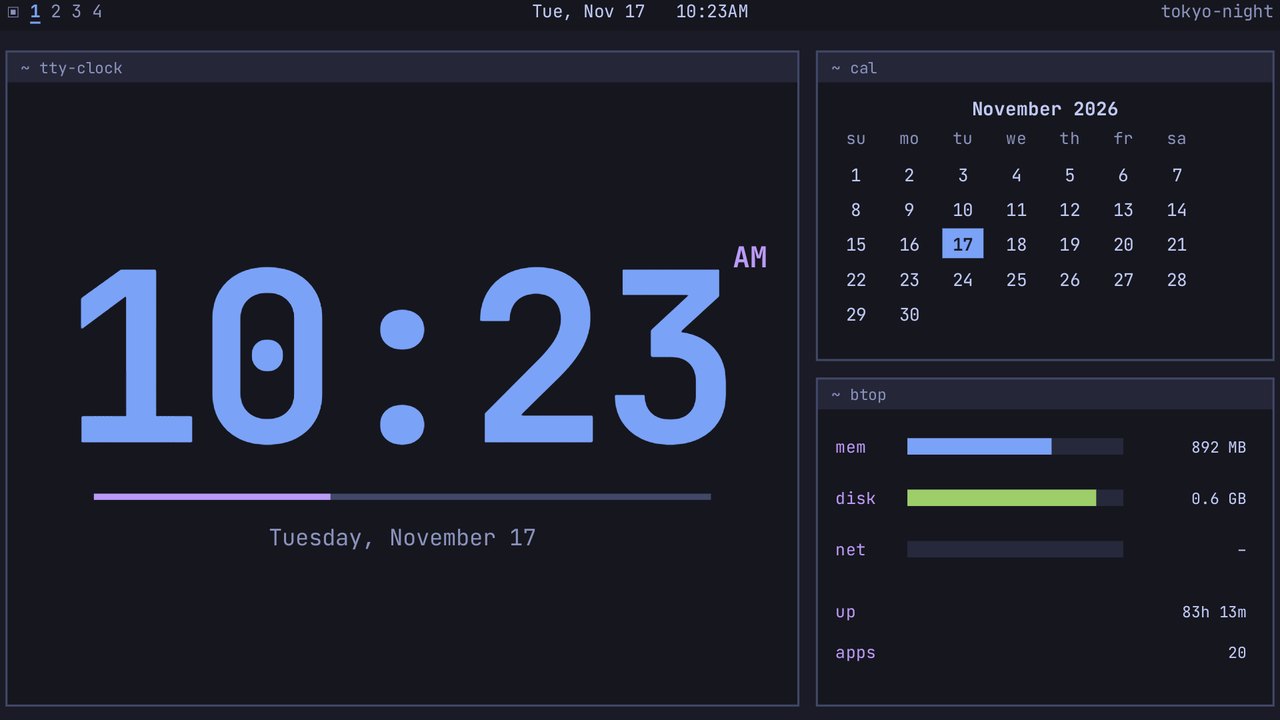 1 2 3 4 Tue, Nov 17 10:23AM tokyo-night
~ tty-clock
10:23 AM
Tuesday, November 17
~ cal
November 2026
su mo tu we th fr sa
1 2 3 4 5 6 7
8 9 10 11 12 13 14
15 16 17 18 19 20 21
22 23 24 25 26 27 28
29 30
~ btop
mem 892 MB
disk 0.6 GB
net –
up 83h 13m
apps 20